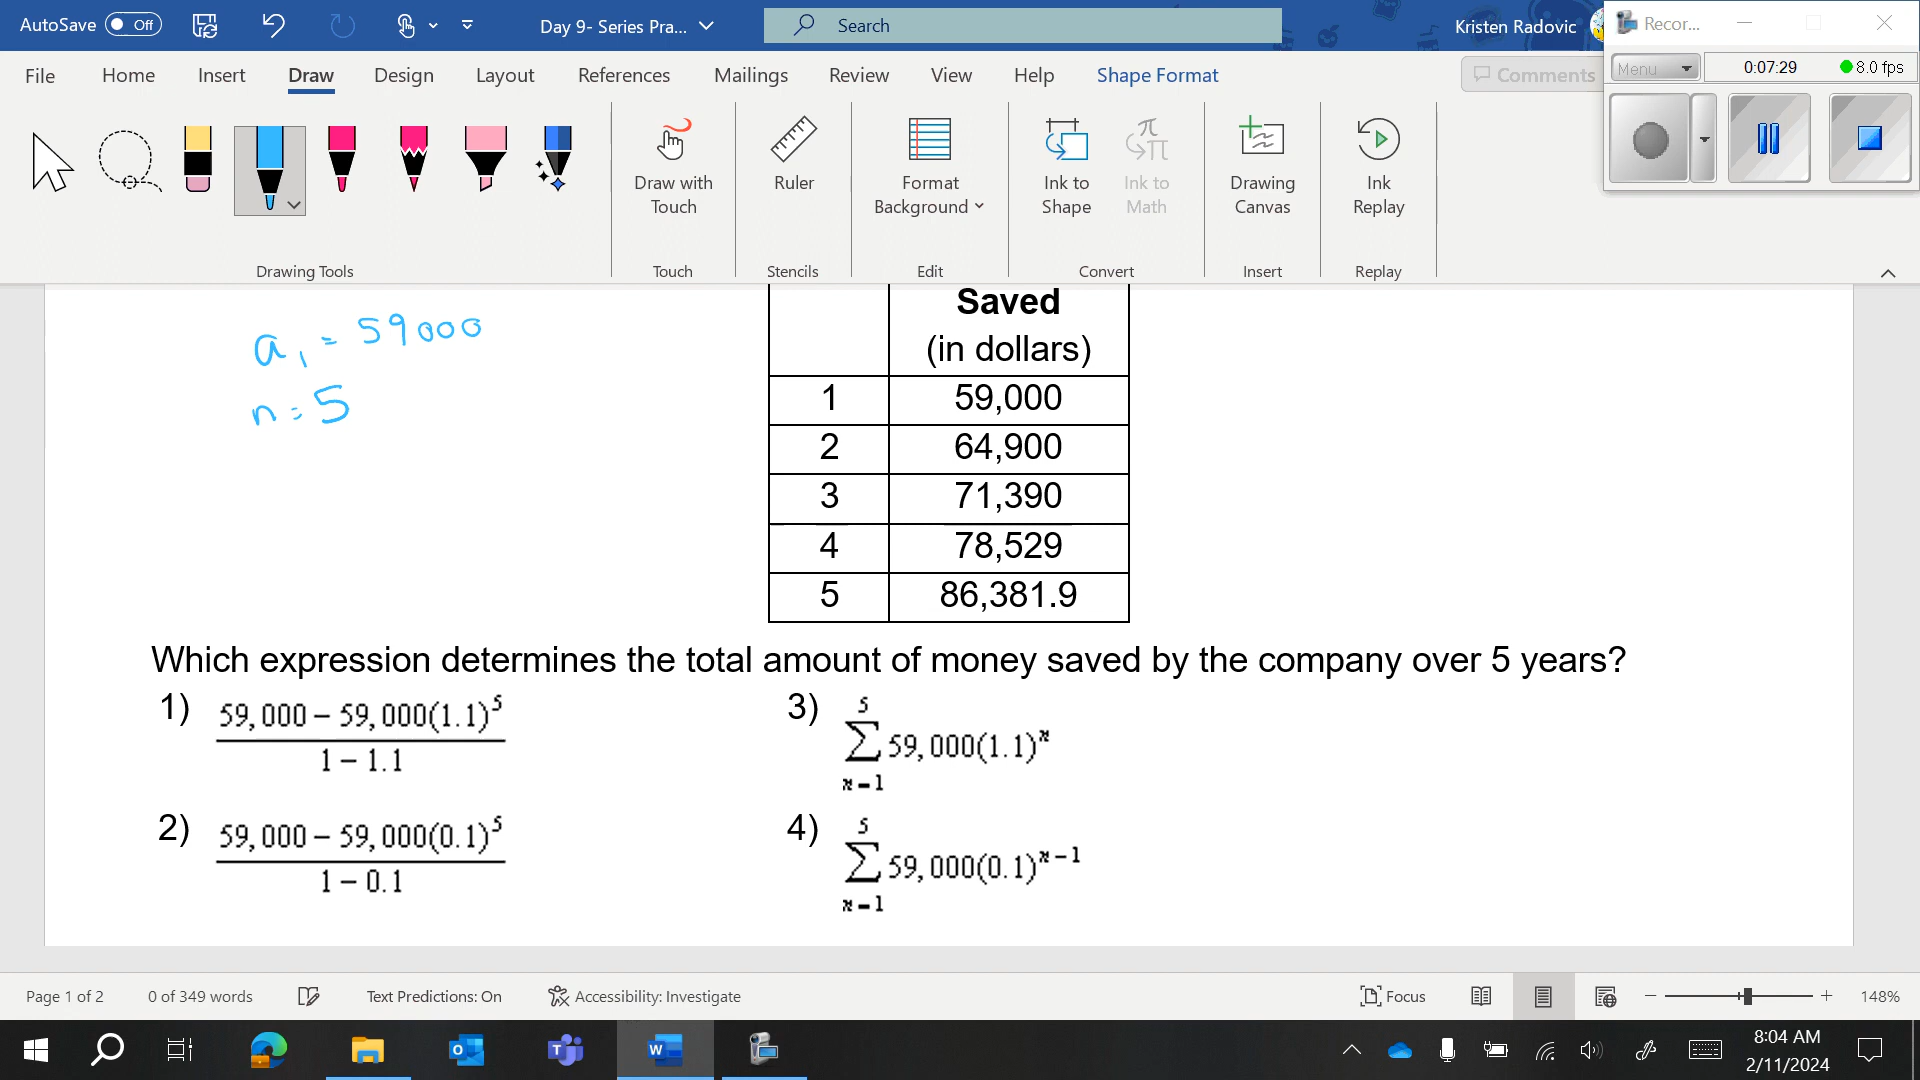 AutoSave Off Day 9- Series Pra... Search Kristen Radovic Recor...
File Home Insert Draw Design Layout References Mailings Review View Help Shape Format Comments Menu 0:07:29 8.0 fps
Draw with Touch Ruler Format Background Ink to Shape Ink to Math Drawing Canvas Ink Replay
Drawing Tools Touch Stencils Edit Convert Insert Replay
a₁ = 59000
n = 5
Saved
(in dollars)
1 59,000
2 64,900
3 71,390
4 78,529
5 86,381.9
Which expression determines the total amount of money saved by the company over 5 years?
1) 59,000 – 59,000(1.1)^5 / 1 – 1.1
2) 59,000 – 59,000(0.1)^5 / 1 – 0.1
3) 5 ∑ n=1 59,000(1.1)^n
4) 5 ∑ n=1 59,000(0.1)^n–1
Page 1 of 2 0 of 349 words Text Predictions: On Accessibility: Investigate Focus 148%
8:04 AM
2/11/2024